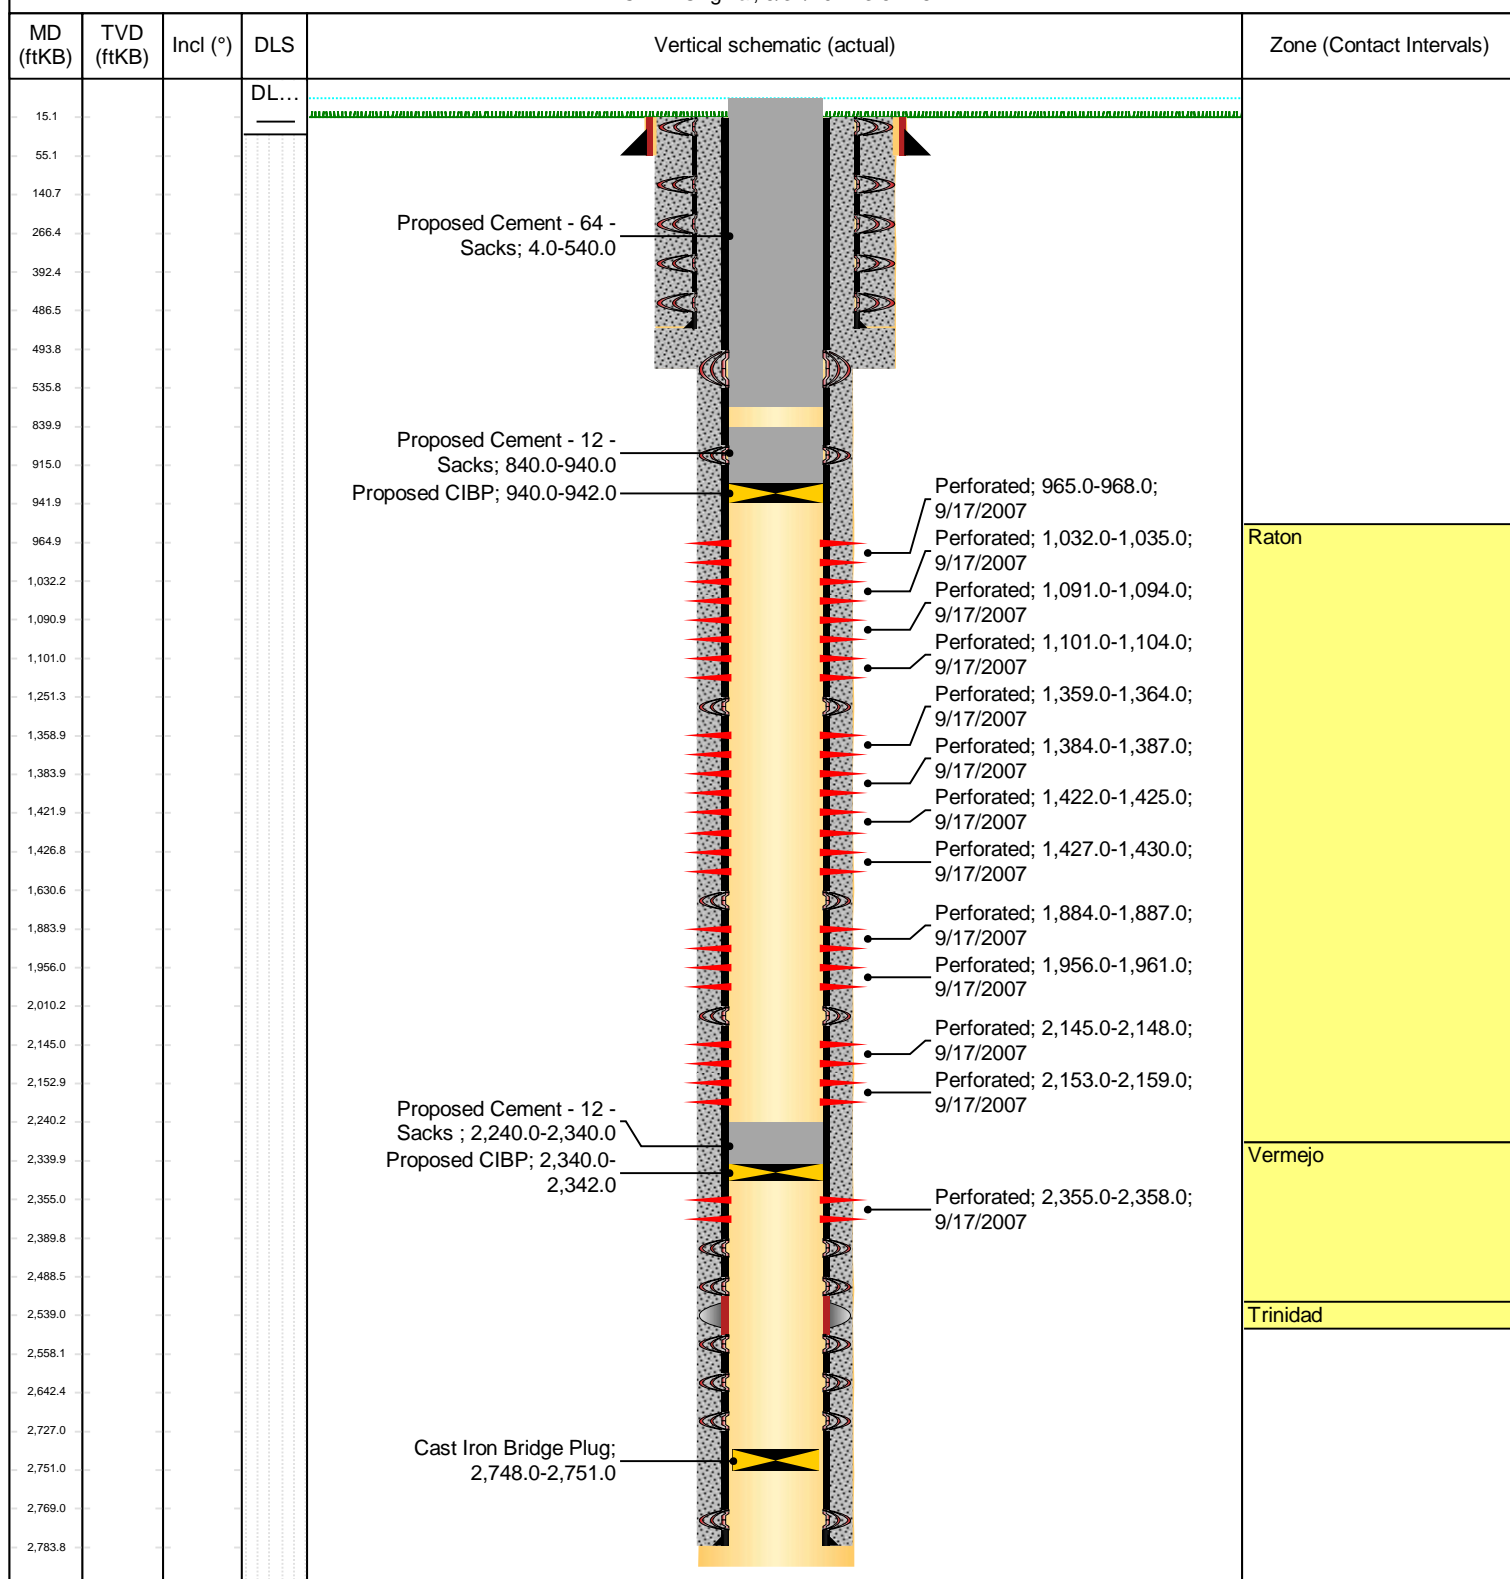 MD
(ftKB)
TVD
(ftKB)
Incl (°)
DLS
Vertical schematic (actual)
Zone (Contact Intervals)
DL...
15.1
55.1
140.7
266.4
392.4
486.5
493.8
535.8
839.9
915.0
941.9
964.9
1,032.2
1,090.9
1,101.0
1,251.3
1,358.9
1,383.9
1,421.9
1,426.8
1,630.6
1,883.9
1,956.0
2,010.2
2,145.0
2,152.9
2,240.2
2,339.9
2,355.0
2,389.8
2,488.5
2,539.0
2,558.1
2,642.4
2,727.0
2,751.0
2,769.0
2,783.8
Proposed Cement - 64 -
Sacks; 4.0-540.0
Proposed Cement - 12 -
Sacks; 840.0-940.0
Proposed CIBP; 940.0-942.0
Proposed Cement - 12 -
Sacks ; 2,240.0-2,340.0
Proposed CIBP; 2,340.0-
2,342.0
Cast Iron Bridge Plug;
2,748.0-2,751.0
Perforated; 965.0-968.0;
9/17/2007
Perforated; 1,032.0-1,035.0;
9/17/2007
Perforated; 1,091.0-1,094.0;
9/17/2007
Perforated; 1,101.0-1,104.0;
9/17/2007
Perforated; 1,359.0-1,364.0;
9/17/2007
Perforated; 1,384.0-1,387.0;
9/17/2007
Perforated; 1,422.0-1,425.0;
9/17/2007
Perforated; 1,427.0-1,430.0;
9/17/2007
Perforated; 1,884.0-1,887.0;
9/17/2007
Perforated; 1,956.0-1,961.0;
9/17/2007
Perforated; 2,145.0-2,148.0;
9/17/2007
Perforated; 2,153.0-2,159.0;
9/17/2007
Perforated; 2,355.0-2,358.0;
9/17/2007
Raton
Vermejo
Trinidad